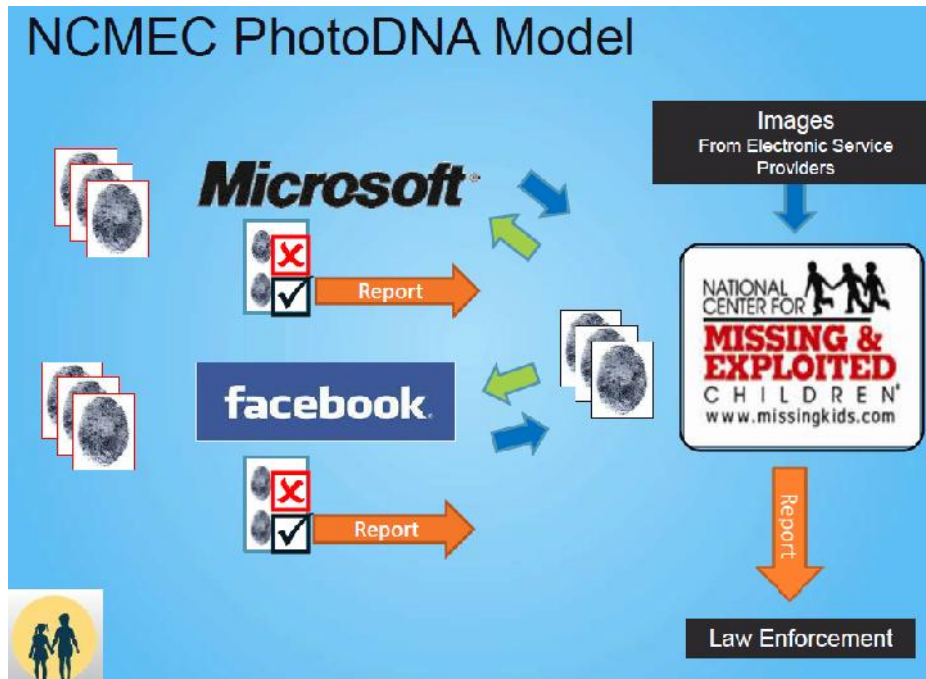 NCMEC PhotoDNA Model
Images
From Electronic Service
Providers
Microsoft®
Report
NATIONAL
CENTER FOR
MISSING &
EXPLOITED
CHILDREN®
www.missingkids.com
facebook.
Report
Report
Law Enforcement